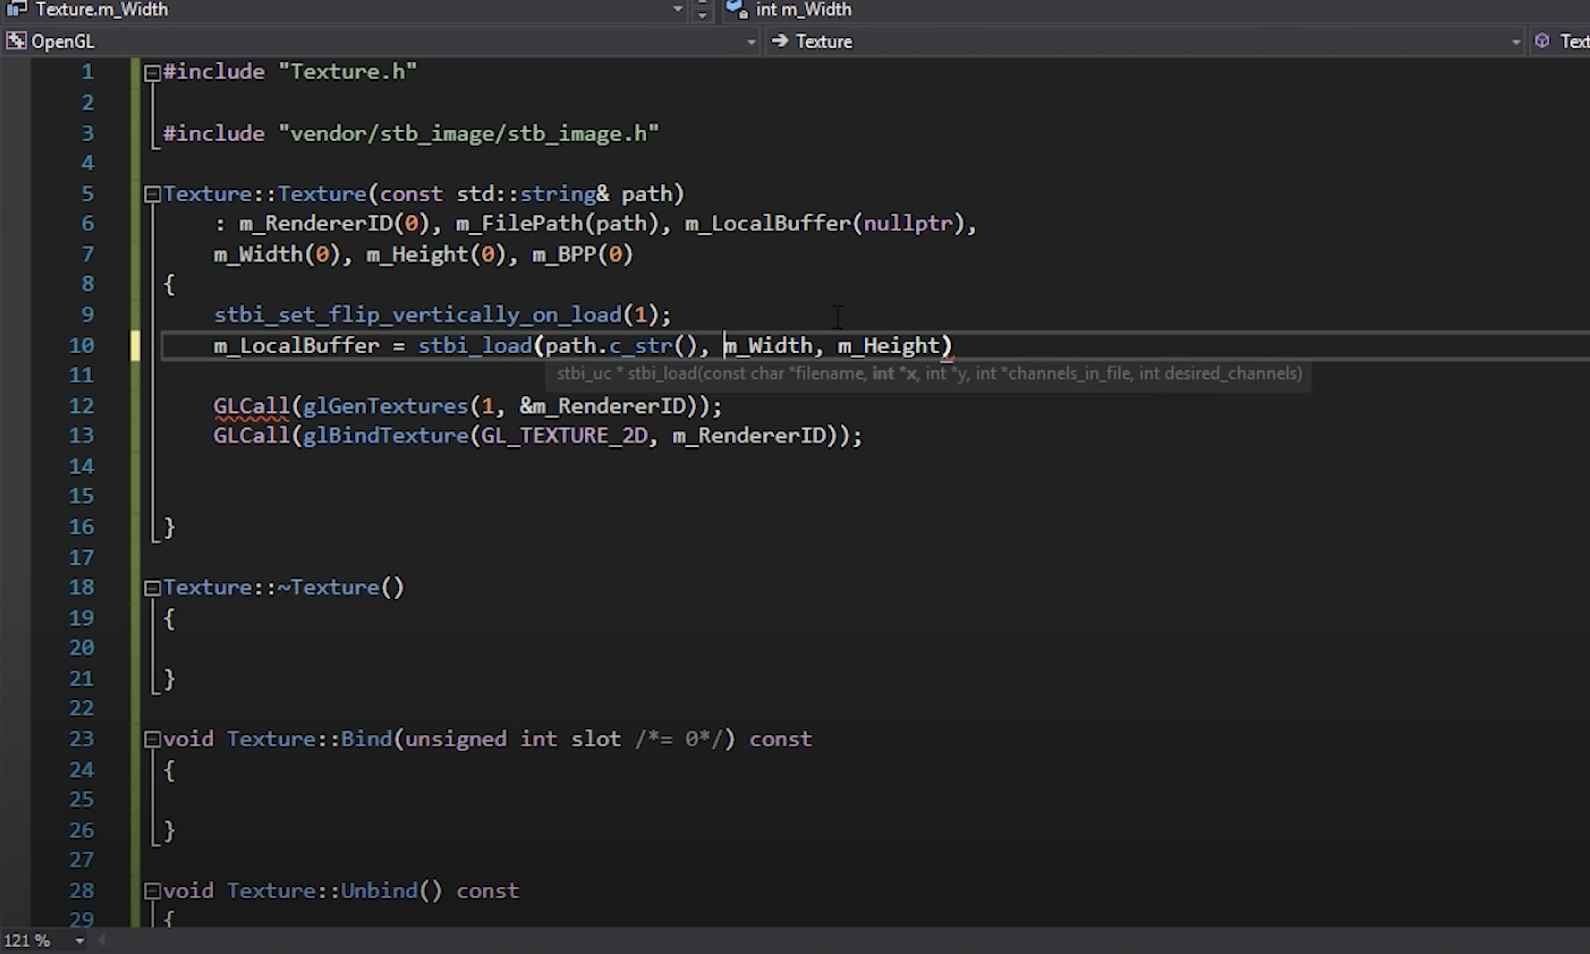 Texture.m_Width int m_Width
OpenGL Texture
1 #include "Texture.h"
2
3 #include "vendor/stb_image/stb_image.h"
4
5 Texture::Texture(const std::string& path)
6 : m_RendererID(0), m_FilePath(path), m_LocalBuffer(nullptr),
7 m_Width(0), m_Height(0), m_BPP(0)
8 {
9 stbi_set_flip_vertically_on_load(1);
10 m_LocalBuffer = stbi_load(path.c_str(), m_Width, m_Height)
11 stbi_uc * stbi_load(const char *filename, int *x, int *y, int *channels_in_file, int desired_channels)
12 GLCall(glGenTextures(1, &m_RendererID));
13 GLCall(glBindTexture(GL_TEXTURE_2D, m_RendererID));
14
15
16 }
17
18 Texture::~Texture()
19 {
20
21 }
22
23 void Texture::Bind(unsigned int slot /*= 0*/) const
24 {
25
26 }
27
28 void Texture::Unbind() const
29 {
121 %